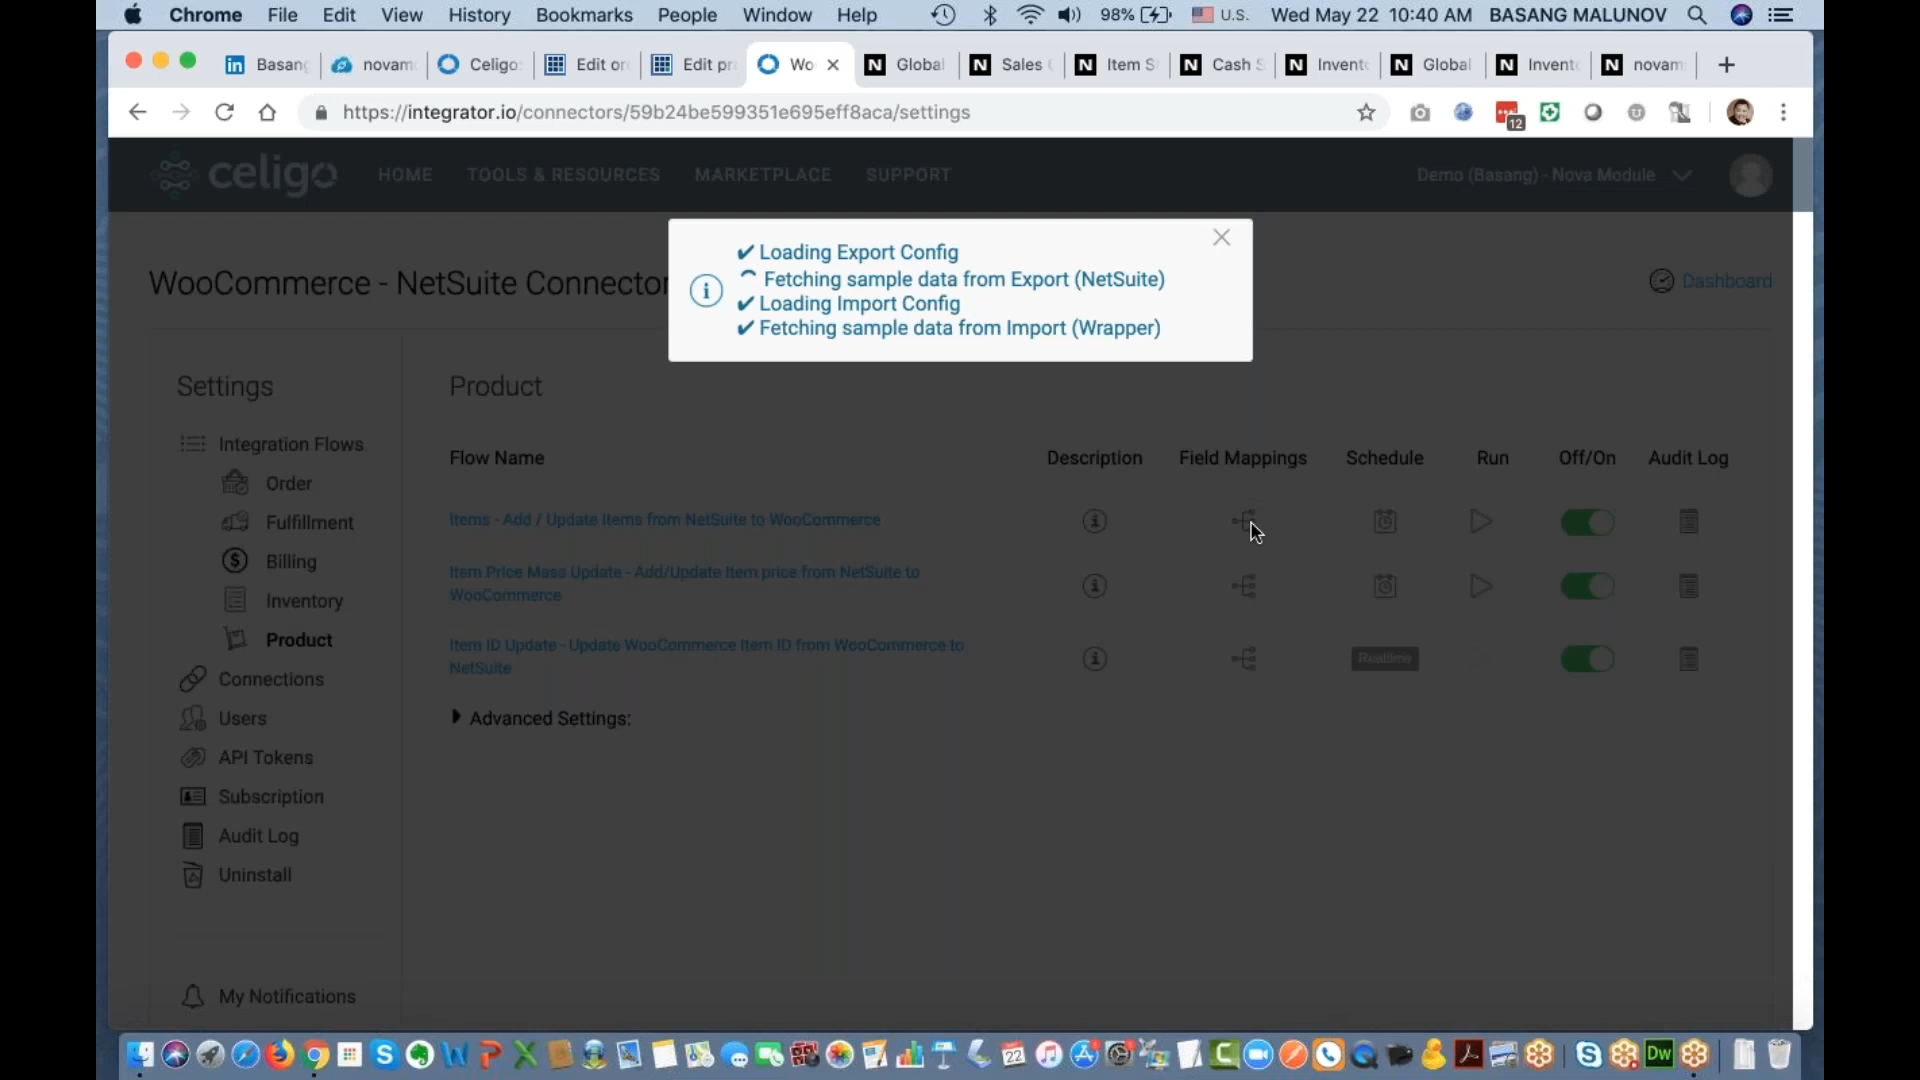 Chrome File Edit View History Bookmarks People Window Help 98% U.S. Wed May 22 10:40 AM BASANG MALUNOV
Basang novam Celigo Edit or Edit pr Wo Global Sales Item S Cash S Invent Global Invent novam
https://integrator.io/connectors/59b24be599351e695eff8aca/settings
12
celigo HOME TOOLS & RESOURCES MARKETPLACE SUPPORT Demo (Basang) - Nova Module
✔ Loading Export Config
Fetching sample data from Export (NetSuite)
✔ Loading Import Config
✔ Fetching sample data from Import (Wrapper)
WooCommerce - NetSuite Connector
Dashboard
Settings
Integration Flows
Order
Fulfillment
Billing
Inventory
Product
Connections
Users
API Tokens
Subscription
Audit Log
Uninstall
My Notifications
Product
Flow Name Description Field Mappings Schedule Run Off/On Audit Log
Items - Add / Update Items from NetSuite to WooCommerce
Item Price Mass Update - Add/Update Item price from NetSuite to
WooCommerce
Item ID Update - Update WooCommerce Item ID from WooCommerce to
NetSuite
Realtime
Advanced Settings:
22
Dw